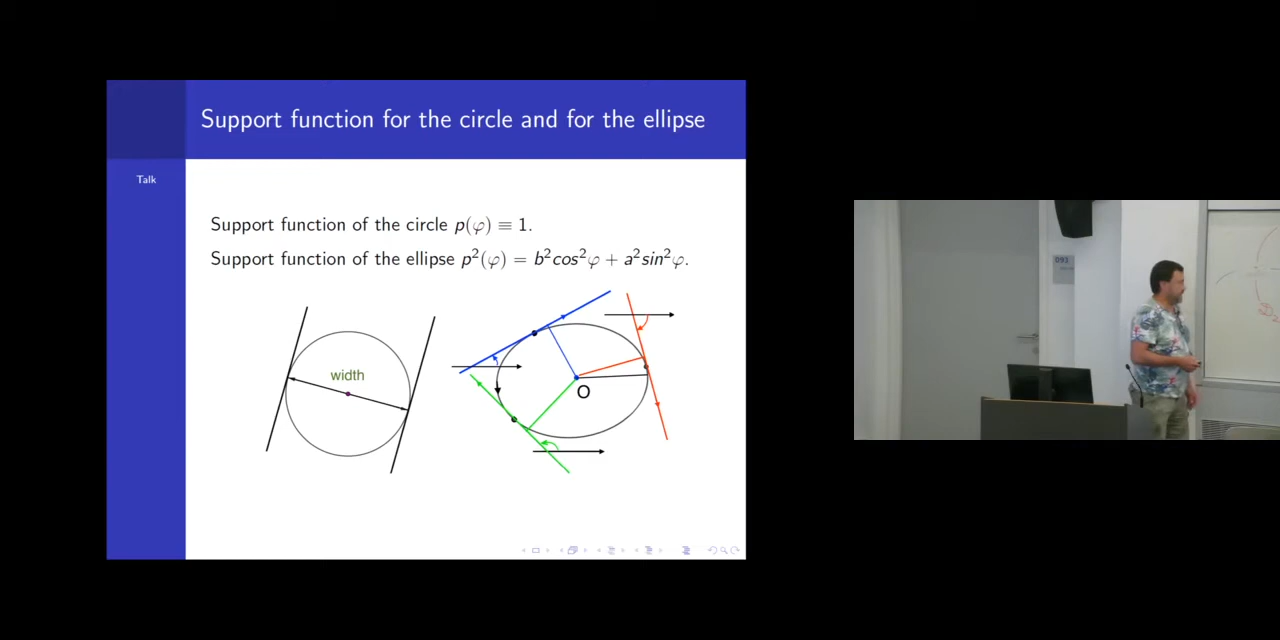 Support function for the circle and for the ellipse
Talk
Support function of the circle p(φ) ≡ 1.
Support function of the ellipse p²(φ) = b²cos²φ + a²sin²φ.
width
O
093